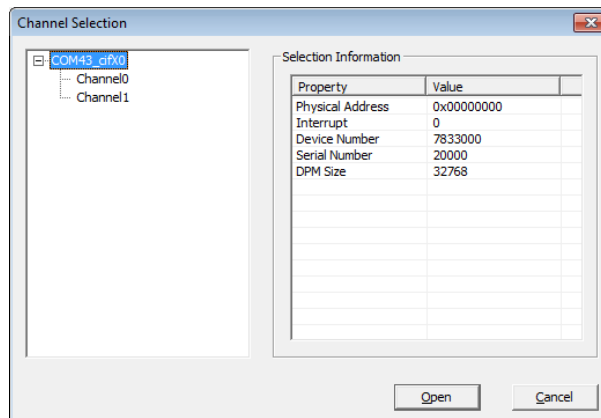 Channel Selection
COM43_cifX0
Channel0
Channel1
Selection Information
Property Value
Physical Address 0x00000000
Interrupt 0
Device Number 7833000
Serial Number 20000
DPM Size 32768
Open Cancel